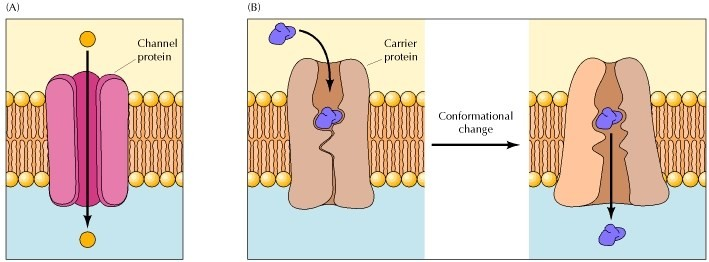 (A)
Channel
protein
(B)
Carrier
protein
Conformational
change